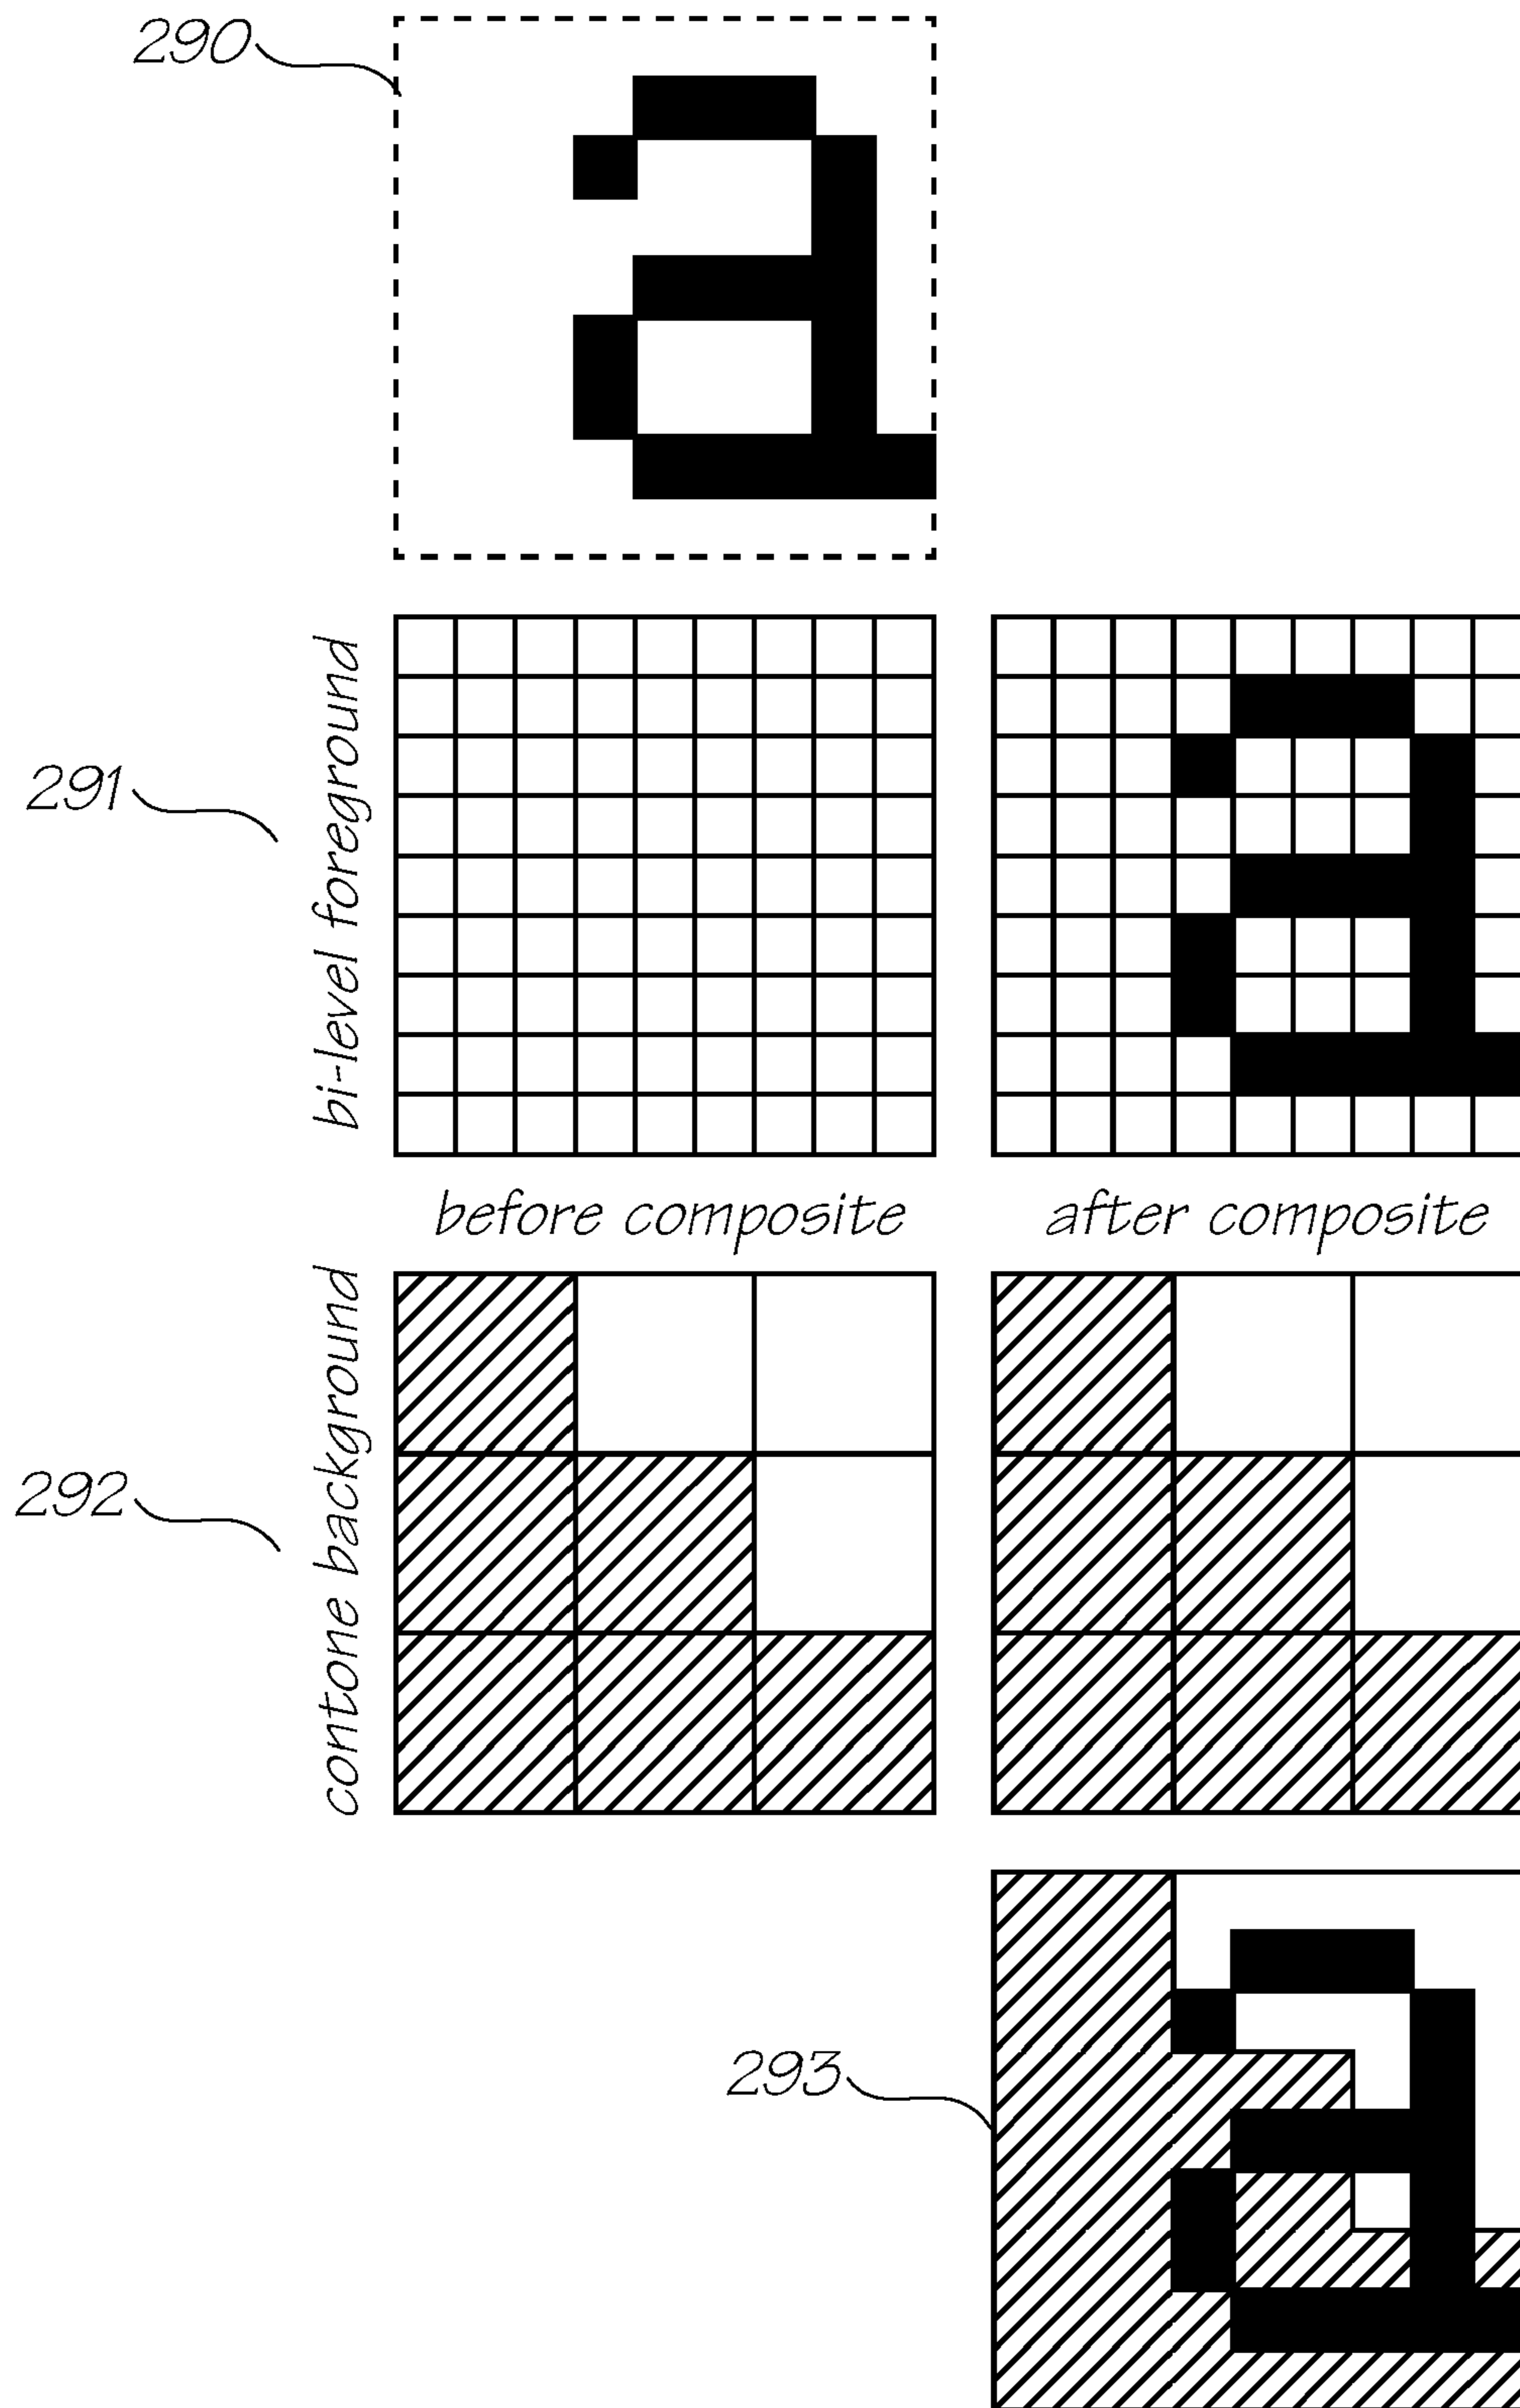 290
a
291
bi-level foreground
a
before composite
after composite
292
contone background
293
a